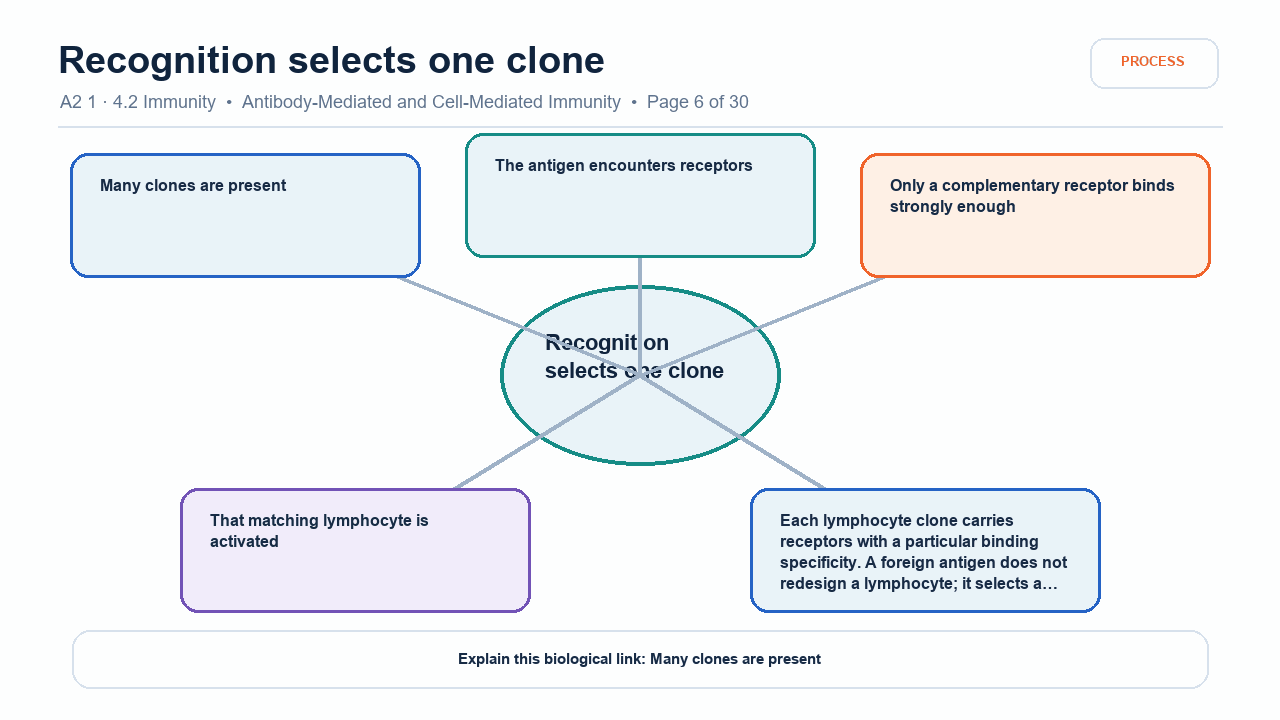 Recognition selects one clone
PROCESS
A2 1 · 4.2 Immunity • Antibody-Mediated and Cell-Mediated Immunity • Page 6 of 30
Many clones are present
The antigen encounters receptors
Only a complementary receptor binds
strongly enough
Recognition
selects one clone
That matching lymphocyte is
activated
Each lymphocyte clone carries
receptors with a particular binding
specificity. A foreign antigen does not
redesign a lymphocyte; it selects a…
Explain this biological link: Many clones are present